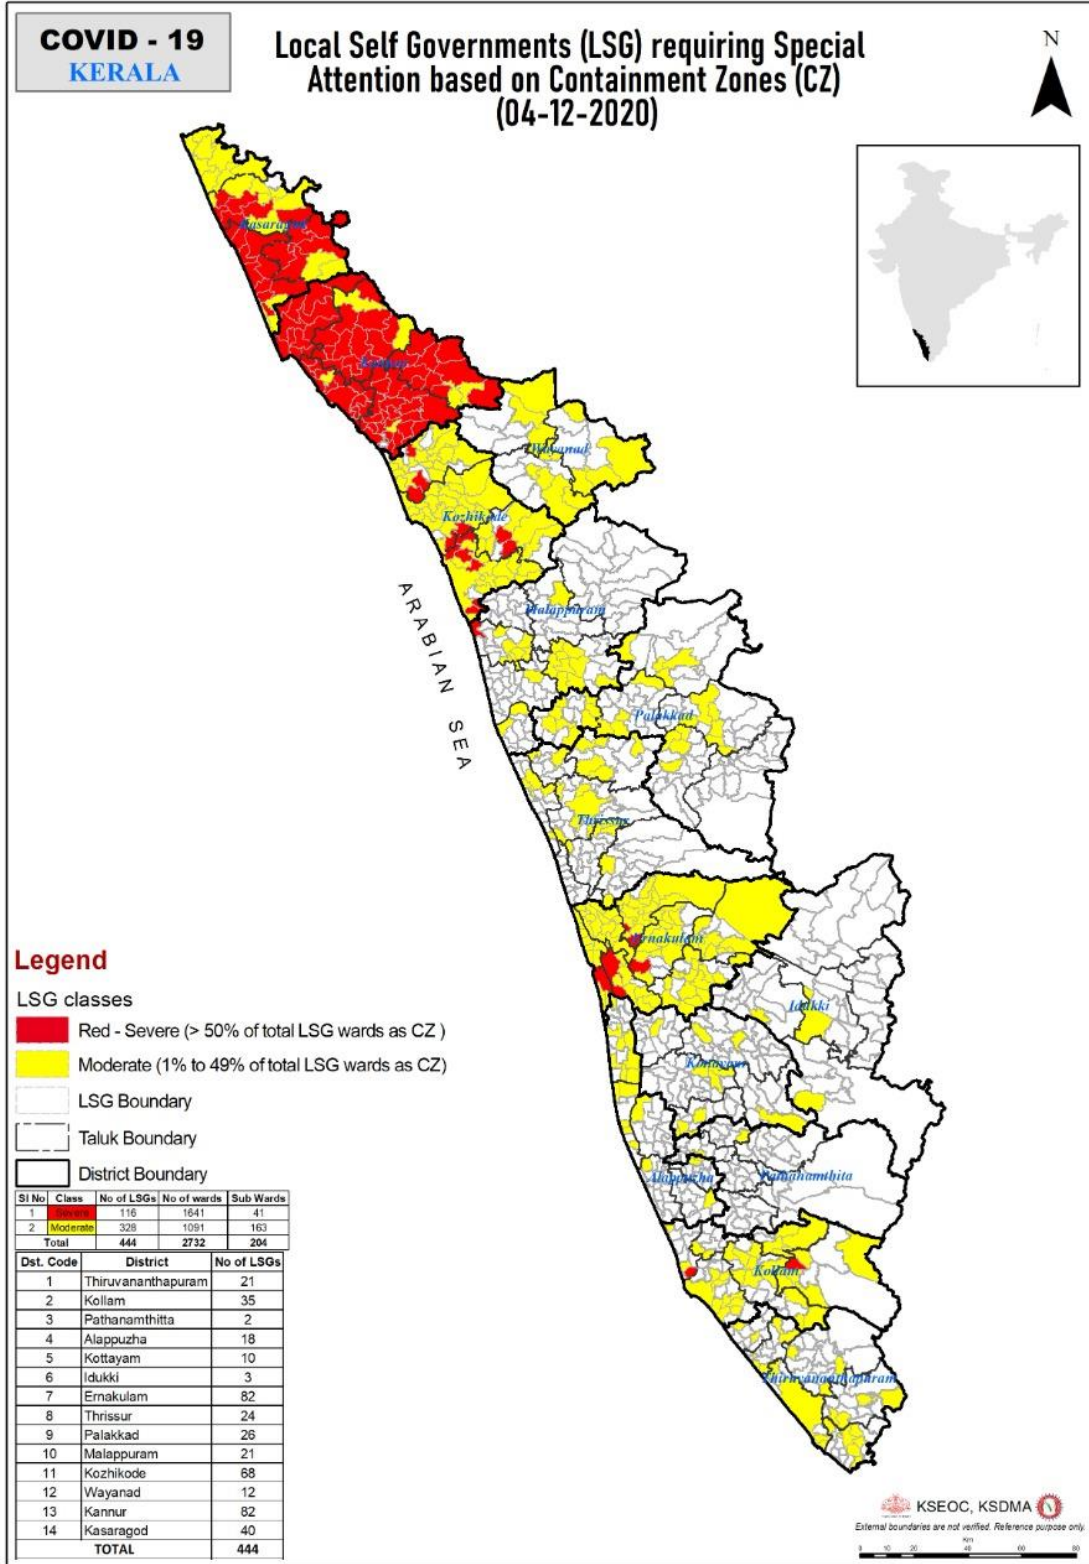 COVID - 19
KERALA
Local Self Governments (LSG) requiring Special
Attention based on Containment Zones (CZ)
(04-12-2020)
N
Kasaragod
Kannur
Wayanad
Kozhikode
ARABIAN SEA
Malappuram
Palakkad
Thrissur
Ernakulam
Idukki
Kottayam
Alappuzha
Pathanamthita
Kollam
Thiruvananthapuram
Legend
LSG classes
Red - Severe (> 50% of total LSG wards as CZ )
Moderate (1% to 49% of total LSG wards as CZ)
LSG Boundary
Taluk Boundary
District Boundary
Sl No Class No of LSGs No of wards Sub Wards
1 Severe 116 1641 41
2 Moderate 328 1091 163
Total 444 2732 204
Dst. Code District No of LSGs
1 Thiruvananthapuram 21
2 Kollam 35
3 Pathanamthitta 2
4 Alappuzha 18
5 Kottayam 10
6 Idukki 3
7 Ernakulam 82
8 Thrissur 24
9 Palakkad 26
10 Malappuram 21
11 Kozhikode 68
12 Wayanad 12
13 Kannur 82
14 Kasaragod 40
TOTAL 444
KSEOC, KSDMA
External boundaries are not verified. Reference purpose only.
Km
0 10 20 40 60 80